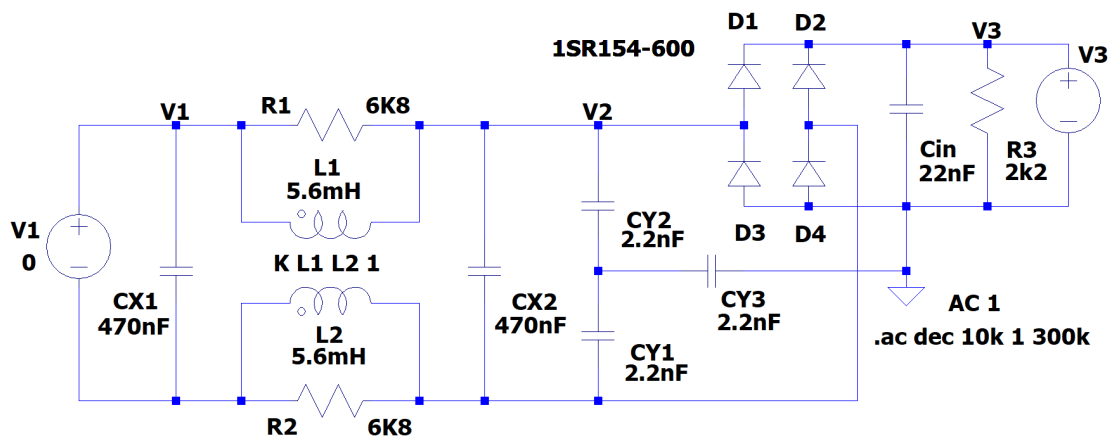 D1
D2
1SR154-600
V3
V3
V1
R1
6K8
V2
L1
5.6mH
Cin
22nF
R3
2k2
V1
0
CY2
2.2nF
D3
D4
K L1 L2 1
CX1
470nF
CX2
470nF
CY3
2.2nF
AC 1
L2
5.6mH
.ac dec 10k 1 300k
CY1
2.2nF
R2
6K8